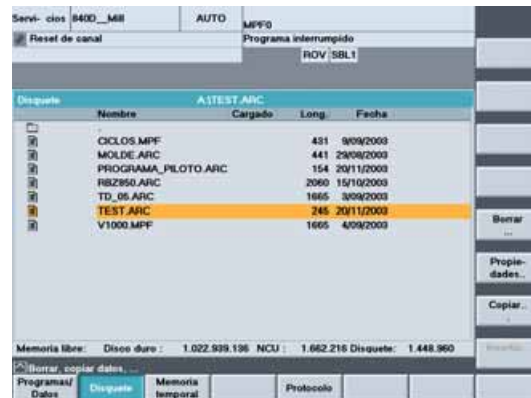 Servi- cios 840D__Mill AUTO MPF0
Reset de canal Programa interrumpido
ROV SBL1
Disquete A:\TEST.ARC
Nombre Cargado Long. Fecha
CICLOS.MPF 431 9/09/2003
MOLDE.ARC 441 29/08/2003
PROGRAMA_PILOTO.ARC 154 20/11/2003
RBZ850.ARC 2060 15/10/2003
TD_05.ARC 1665 3/09/2003
TEST.ARC 245 20/11/2003
V1000.MPF 1665 4/09/2003
Borrar
...
Propie-
dades..
Copiar..
.
Memoria libre: Disco duro : 1.022.939.136 NCU : 1.662.216 Disquete: 1.448.960
Borrar, copiar datos, ...
Programas/
Datos
Disquete
Memoria
temporal
Protocolo